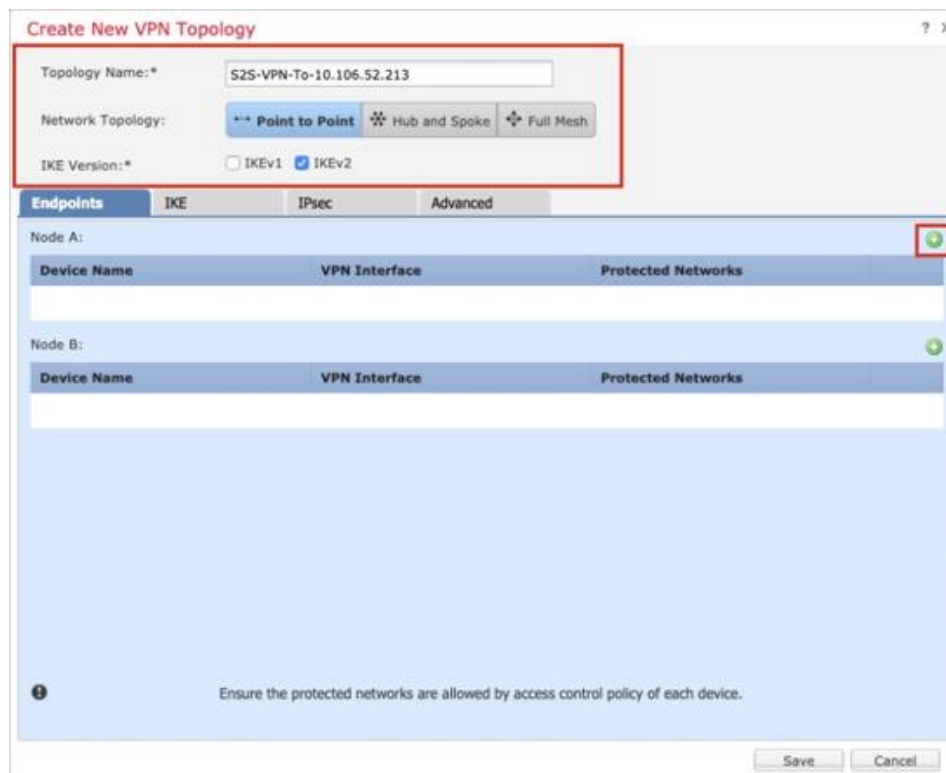 Create New VPN Topology ?
Topology Name:* S2S-VPN-To-10.106.52.213
Network Topology: Point to Point Hub and Spoke Full Mesh
IKE Version:* IKEv1 IKEv2
Endpoints IKE IPsec Advanced
Node A:
Device Name VPN Interface Protected Networks
Node B:
Device Name VPN Interface Protected Networks
Ensure the protected networks are allowed by access control policy of each device.
Save Cancel